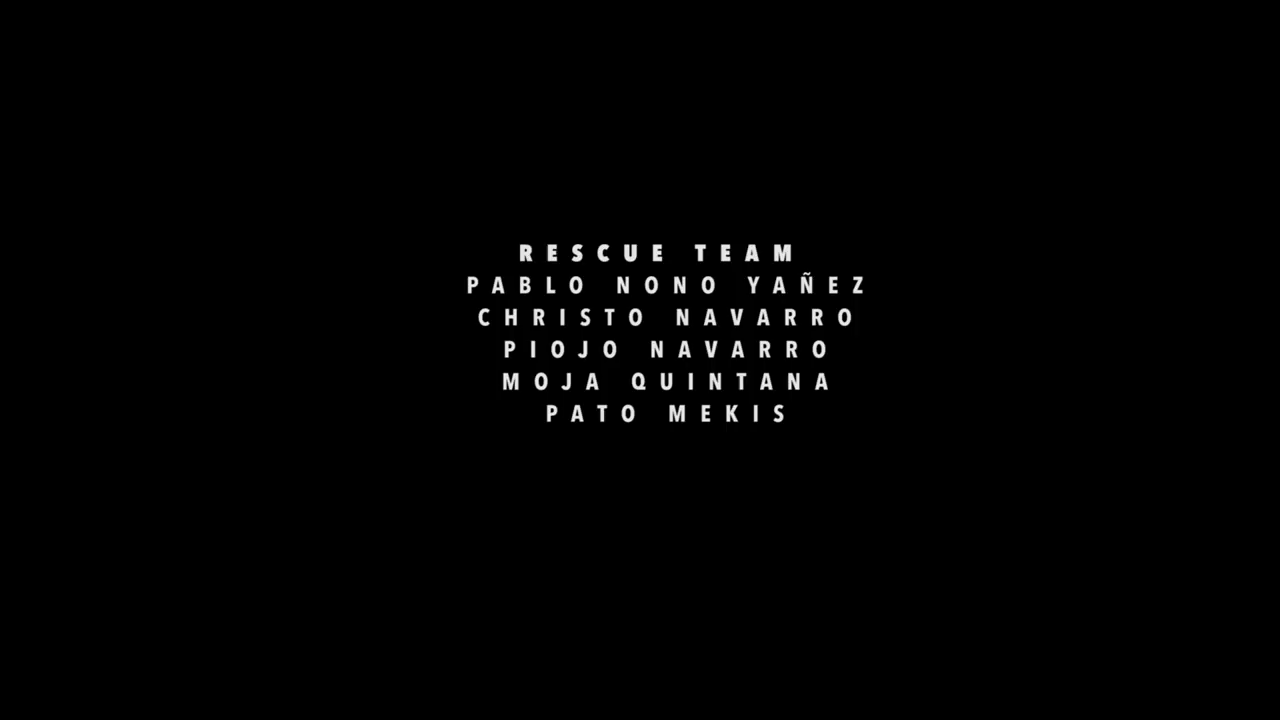 RESCUE TEAM
PABLO NONO YAÑEZ
CHRISTO NAVARRO
PIOJO NAVARRO
MOJA QUINTANA
PATO MEKIS